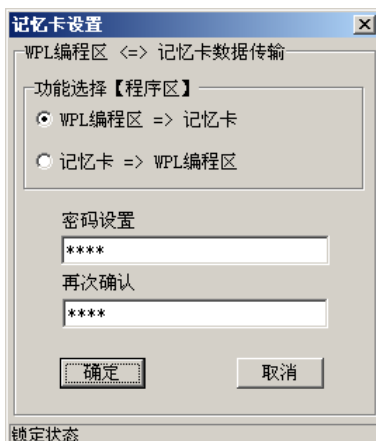 记忆卡设置
WPL编程区 <=> 记忆卡数据传输
功能选择【程序区】
WPL编程区 => 记忆卡
记忆卡 => WPL编程区
密码设置
****
再次确认
****
确定
取消
锁定状态